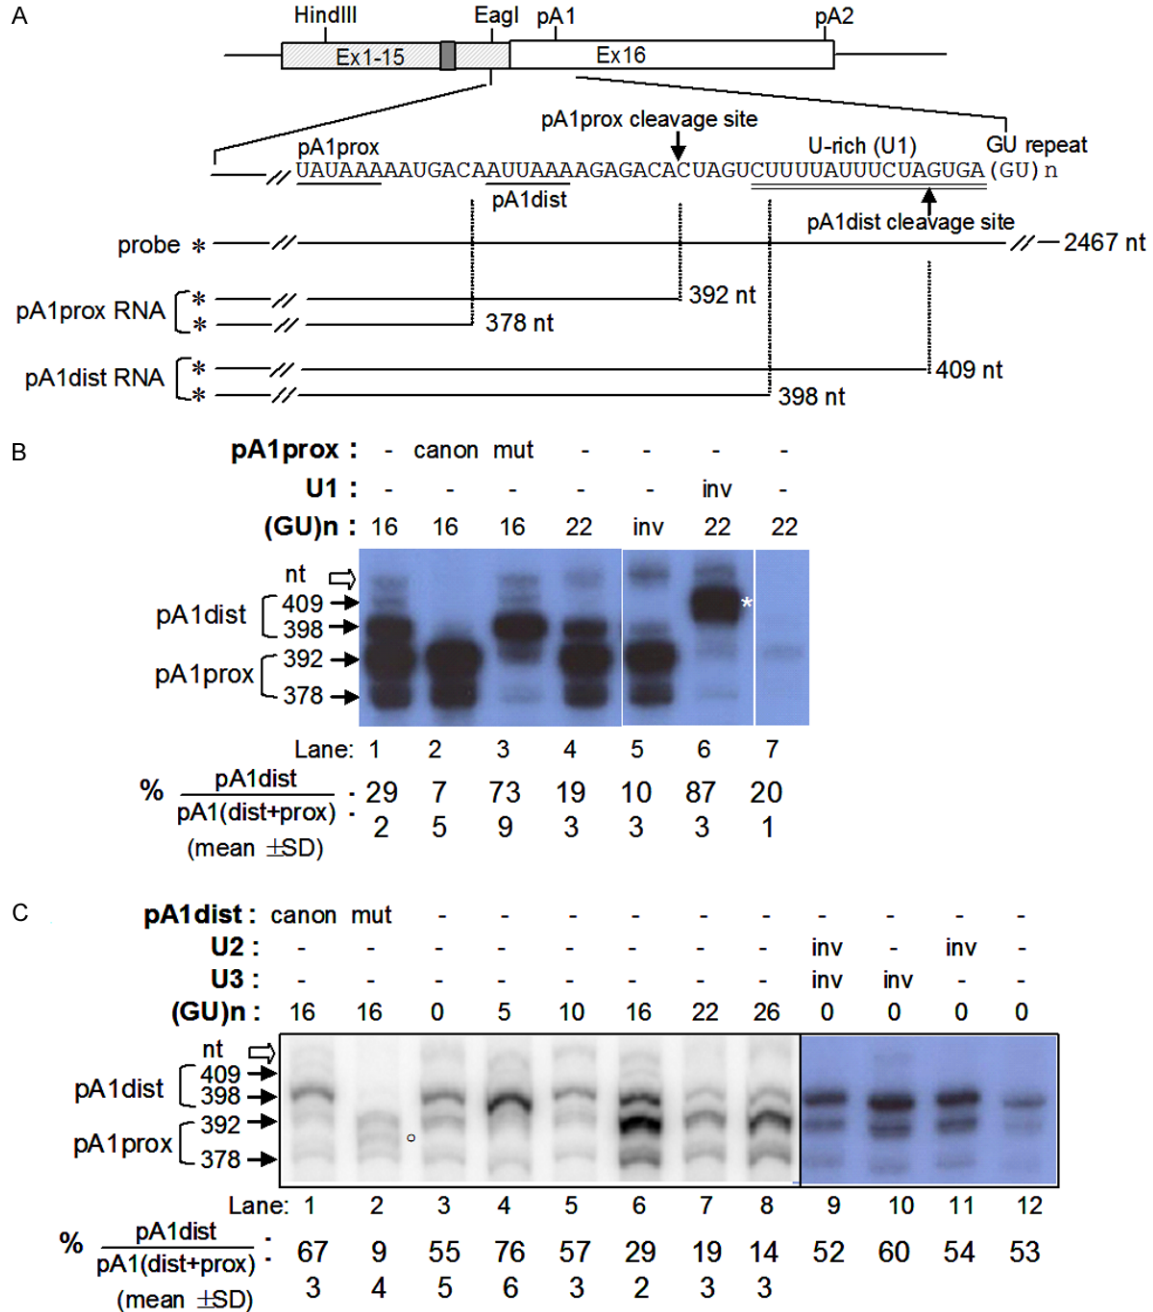 A
HindIII EagI pA1 pA2
Ex1-15 Ex16
pA1prox cleavage site
pA1prox U-rich (U1) GU repeat
// UAUAAAAAUGACAAUUAAAAGAGACACUAGUCUUUUAUUUCUAGUGA(GU)n
pA1dist pA1dist cleavage site
probe * // // 2467 nt
pA1prox RNA * // 392 nt
* // 378 nt
pA1dist RNA * // 409 nt
* // 398 nt
B
pA1prox : - canon mut - - - -
U1 : - - - - - inv -
(GU)n : 16 16 16 22 inv 22 22
nt
pA1dist 409
398
*
pA1prox 392
378
Lane: 1 2 3 4 5 6 7
% pA1dist / pA1(dist+prox) : 29 7 73 19 10 87 20
(mean ±SD) 2 5 9 3 3 3 1
C
pA1dist : canon mut - - - - - - - - - -
U2 : - - - - - - - - inv - inv -
U3 : - - - - - - - - inv inv - -
(GU)n : 16 16 0 5 10 16 22 26 0 0 0 0
nt
pA1dist 409
398
pA1prox 392
378
Lane: 1 2 3 4 5 6 7 8 9 10 11 12
% pA1dist / pA1(dist+prox) : 67 9 55 76 57 29 19 14 52 60 54 53
(mean ±SD) 3 4 5 6 3 2 3 3